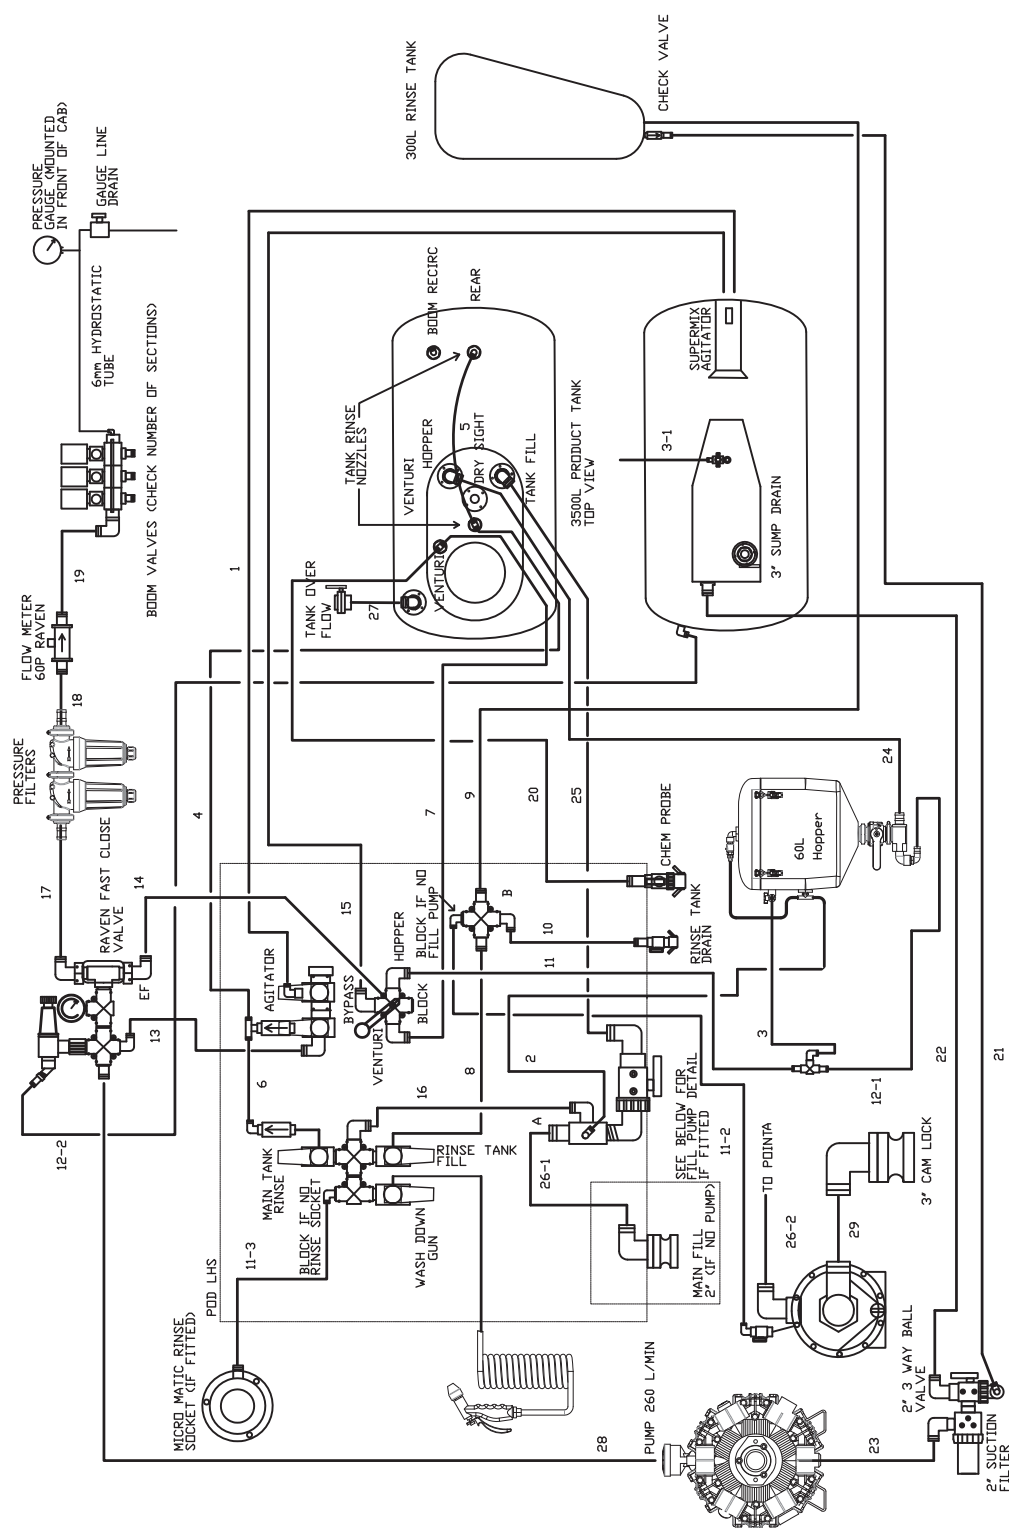 PRESSURE
GAUGE (MOUNTED
IN FRONT OF CAB)
GAUGE LINE
DRAIN
6mm HYDROSTATIC
TUBE
BOOM VALVES (CHECK NUMBER OF SECTIONS)
19
FLOW METER
60P RAVEN
18
PRESSURE
FILTERS
17
RAVEN FAST CLOSE
VALVE
14
EF
13
12-2
300L RINSE TANK
CHECK VALVE
1
BOOM RECIRC
REAR
TANK RINSE
NOZZLES
HOPPER
5
DRY SIGHT
VENTURI
TANK FILL
3500L PRODUCT TANK
TOP VIEW
VENTURI
TANK OVER
FLOW
27
SUPERMIX
AGITATOR
3-1
3" SUMP DRAIN
4
7
9
20
25
24
15
AGITATOR
BYPASS
HOPPER
BLOCK IF NO
FILL PUMP
B
10
11
BLOCK
VENTURI
CHEM PROBE
RINSE TANK
DRAIN
60L
Hopper
6
16
8
2
3
12-1
22
21
MAIN TANK
RINSE
BLOCK IF NO
RINSE SOCKET
RINSE TANK
FILL
WASH DOWN
GUN
A
26-1
SEE BELOW FOR
FILL PUMP DETAIL
IF FITTED
11-2
TO POINTA
MAIN FILL
2" (IF NO PUMP)
11-3
POD LHS
MICRO MATIC RINSE
SOCKET (IF FITTED)
26-2
29
3" CAM LOCK
28
PUMP 260 L/MIN
23
2" 3 WAY BALL
VALVE
2" SUCTION
FILTER